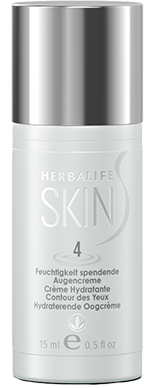 HERBALIFE
SKIN
4
Feuchtigkeit spendende
Augencreme
Crème Hydratante
Contour des Yeux
Hydraterende Oogcrème
15 ml e 0.5 fl oz